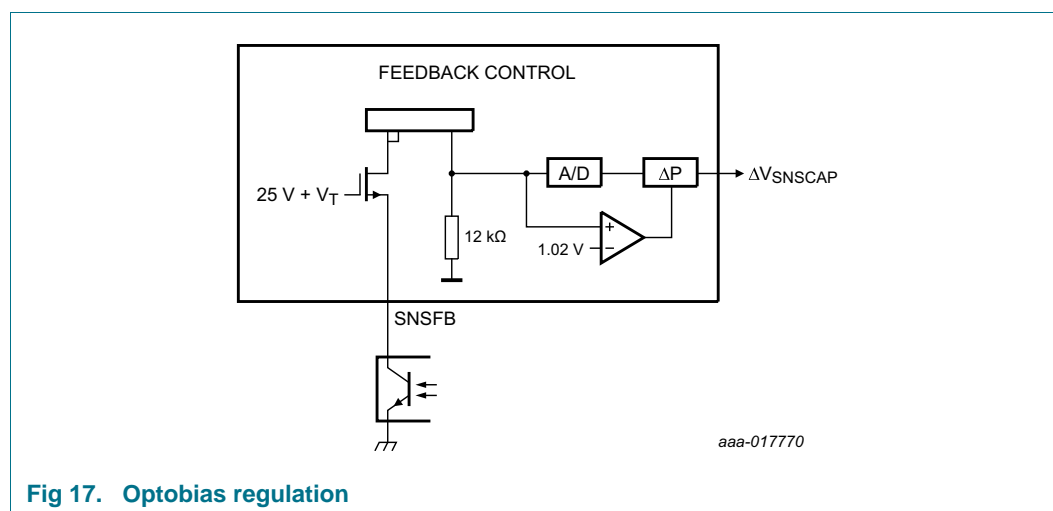 FEEDBACK CONTROL
25 V + VT
A/D
ΔP
ΔVSNSCAP
12 kΩ
+
1.02 V
−
SNSFB
aaa-017770
Fig 17. Optobias regulation